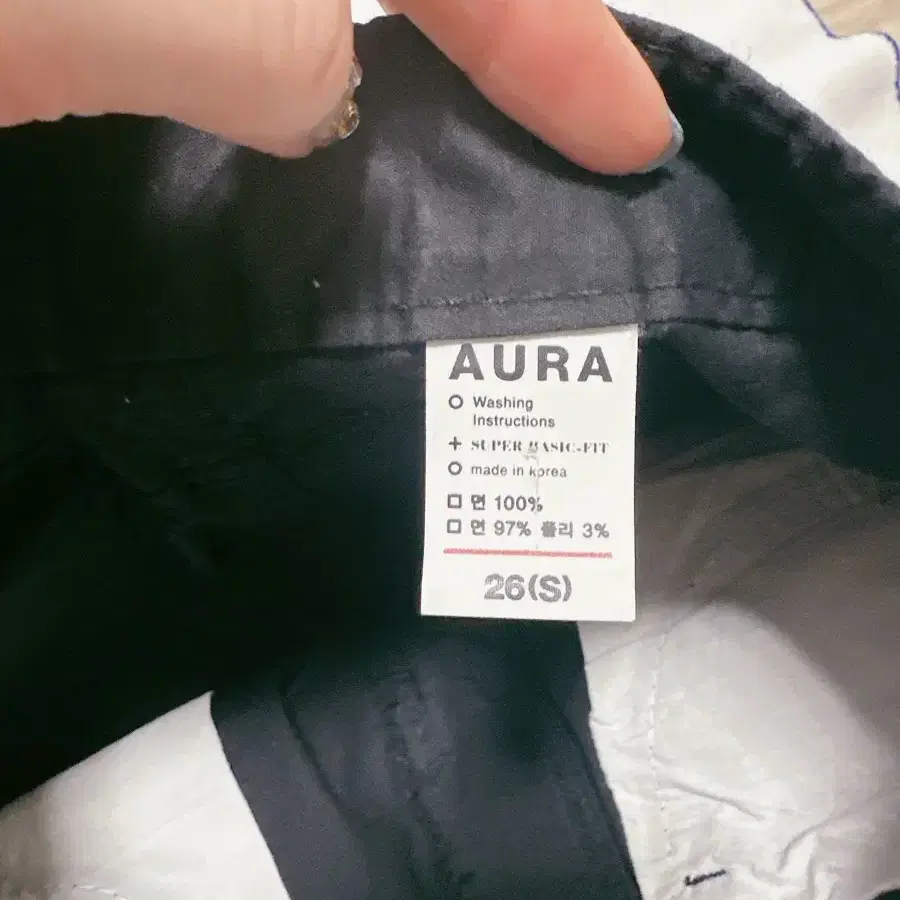 AURA
Washing
Instructions
SUPER BASIC-FIT
made in korea
면 100%
면 97% 폴리 3%
26(S)